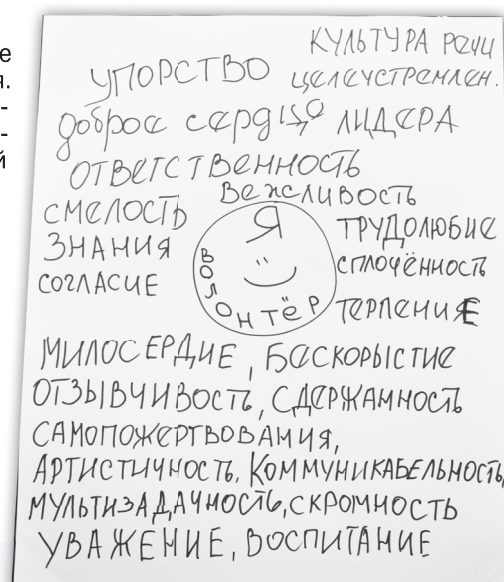 е
я.
-
-
й
КУЛЬТУРА РЕЧИ
УПОРСТВО ЦЕЛЕУСТРЕМЛЕН.
доброе сердце ЛИДЕРА
ОТВЕТСТВЕННОСТЬ
ВЕЖЛИВОСТЬ
СМЕЛОСТЬ
ЗНАНИЯ
СОГЛАСИЕ
Я
ВОЛОНТЁР
ТРУДОЛЮБИЕ
СПЛОЧЁННОСТЬ
ТЕРПЕНИЕ
МИЛОСЕРДИЕ, БЕСКОРЫСТИЕ
ОТЗЫВЧИВОСТЬ, СДЕРЖАННОСТЬ
САМОПОЖЕРТВОВАНИЯ,
АРТИСТИЧНОСТЬ, КОММУНИКАБЕЛЬНОСТЬ,
МУЛЬТИЗАДАЧНОСТЬ, СКРОМНОСТЬ
УВАЖЕНИЕ, ВОСПИТАНИЕ